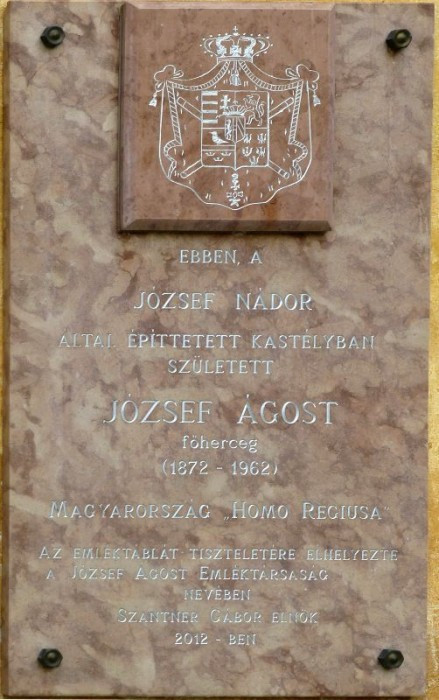 EBBEN, A
JÓZSEF NÁDOR
ÁLTAL ÉPÍTTETETT KASTÉLYBAN
SZÜLETETT
JÓZSEF ÁGOST
főherceg
(1872 - 1962)
MAGYARORSZÁG „HOMO REGIUSA"
AZ EMLÉKTÁBLÁT TISZTELETÉRE ELHELYEZTE
A JÓZSEF ÁGOST EMLÉKTÁRSASÁG
NEVÉBEN
SZANTNER GÁBOR ELNÖK
2012 - BEN